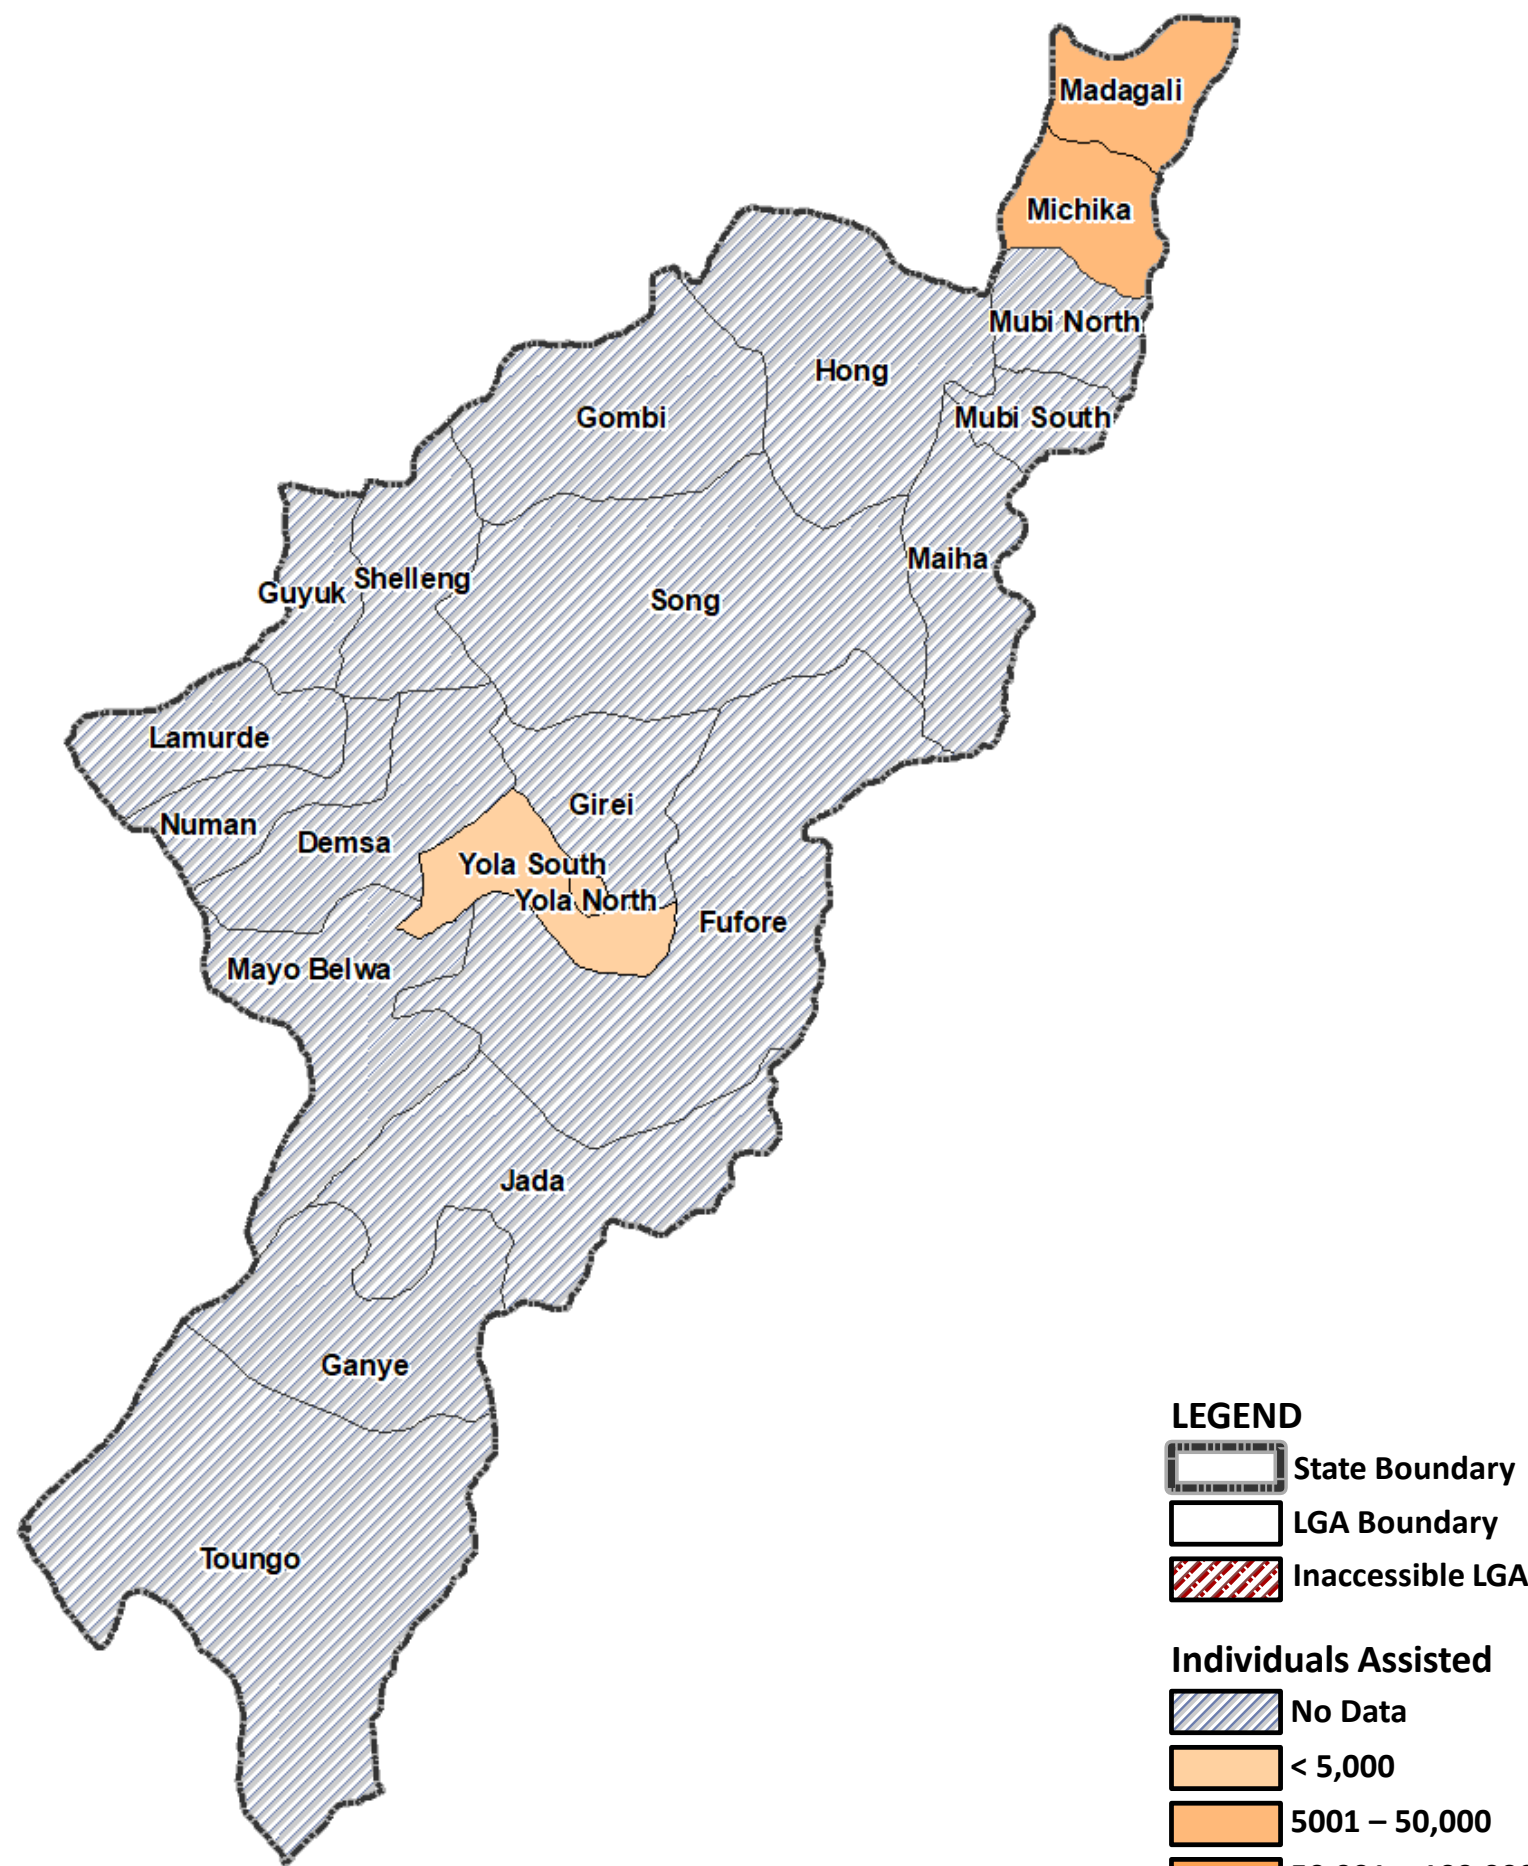 Madagali
Michika
Mubi North
Hong
Gombi
Mubi South
Maiha
Shelleng
Guyuk
Song
Lamurde
Girei
Numan
Demsa
Yola South
Yola North
Fufore
Mayo Belwa
Jada
Ganye
Toungo
LEGEND
State Boundary
LGA Boundary
Inaccessible LGA
Individuals Assisted
No Data
< 5,000
5001 – 50,000